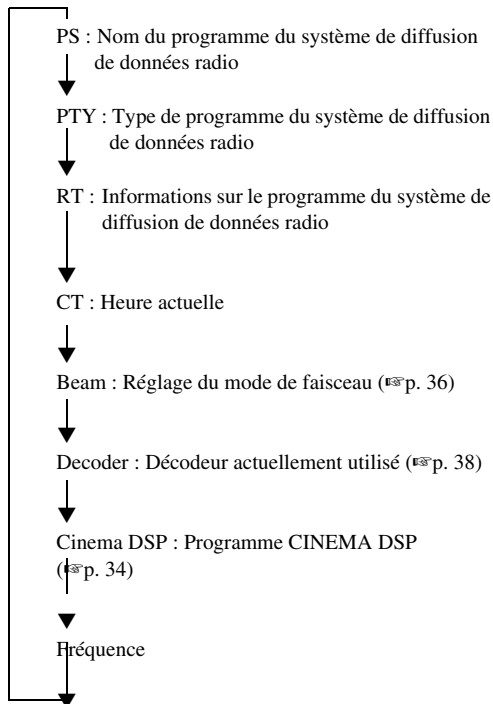 PS : Nom du programme du système de diffusion
de données radio
PTY : Type de programme du système de diffusion
de données radio
RT : Informations sur le programme du système de
diffusion de données radio
CT : Heure actuelle
Beam : Réglage du mode de faisceau (☞p. 36)
Decoder : Décodeur actuellement utilisé (☞p. 38)
Cinema DSP : Programme CINEMA DSP
(☞p. 34)
Fréquence